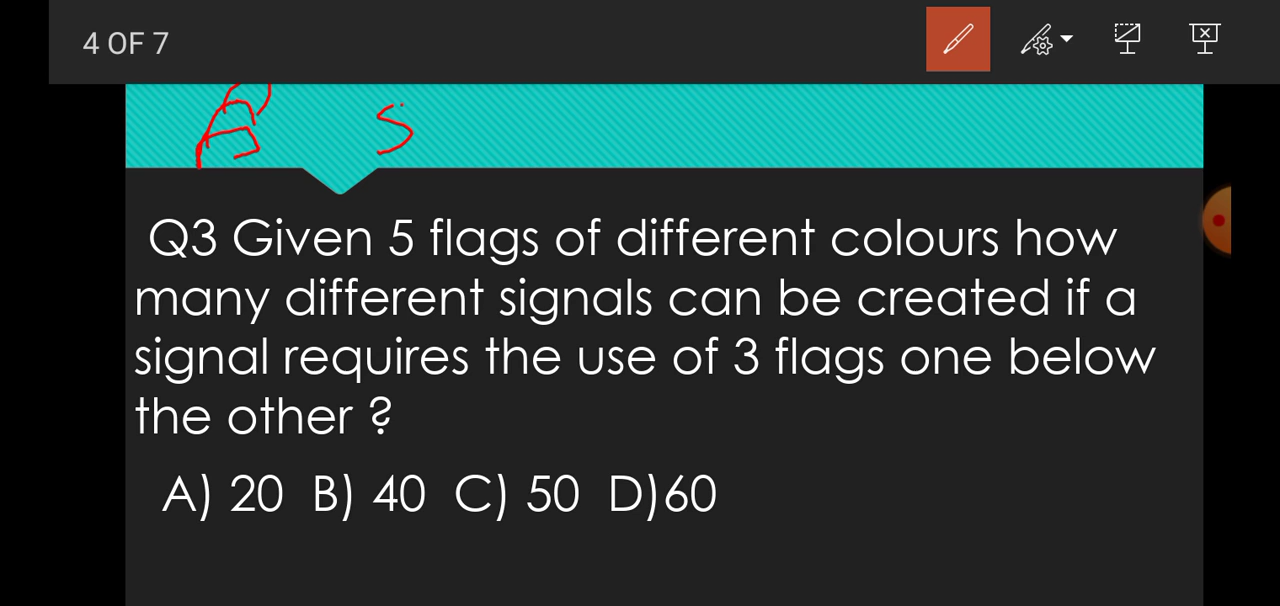 4 OF 7
S
Q3 Given 5 flags of different colours how
many different signals can be created if a
signal requires the use of 3 flags one below
the other ?
A) 20 B) 40 C) 50 D)60